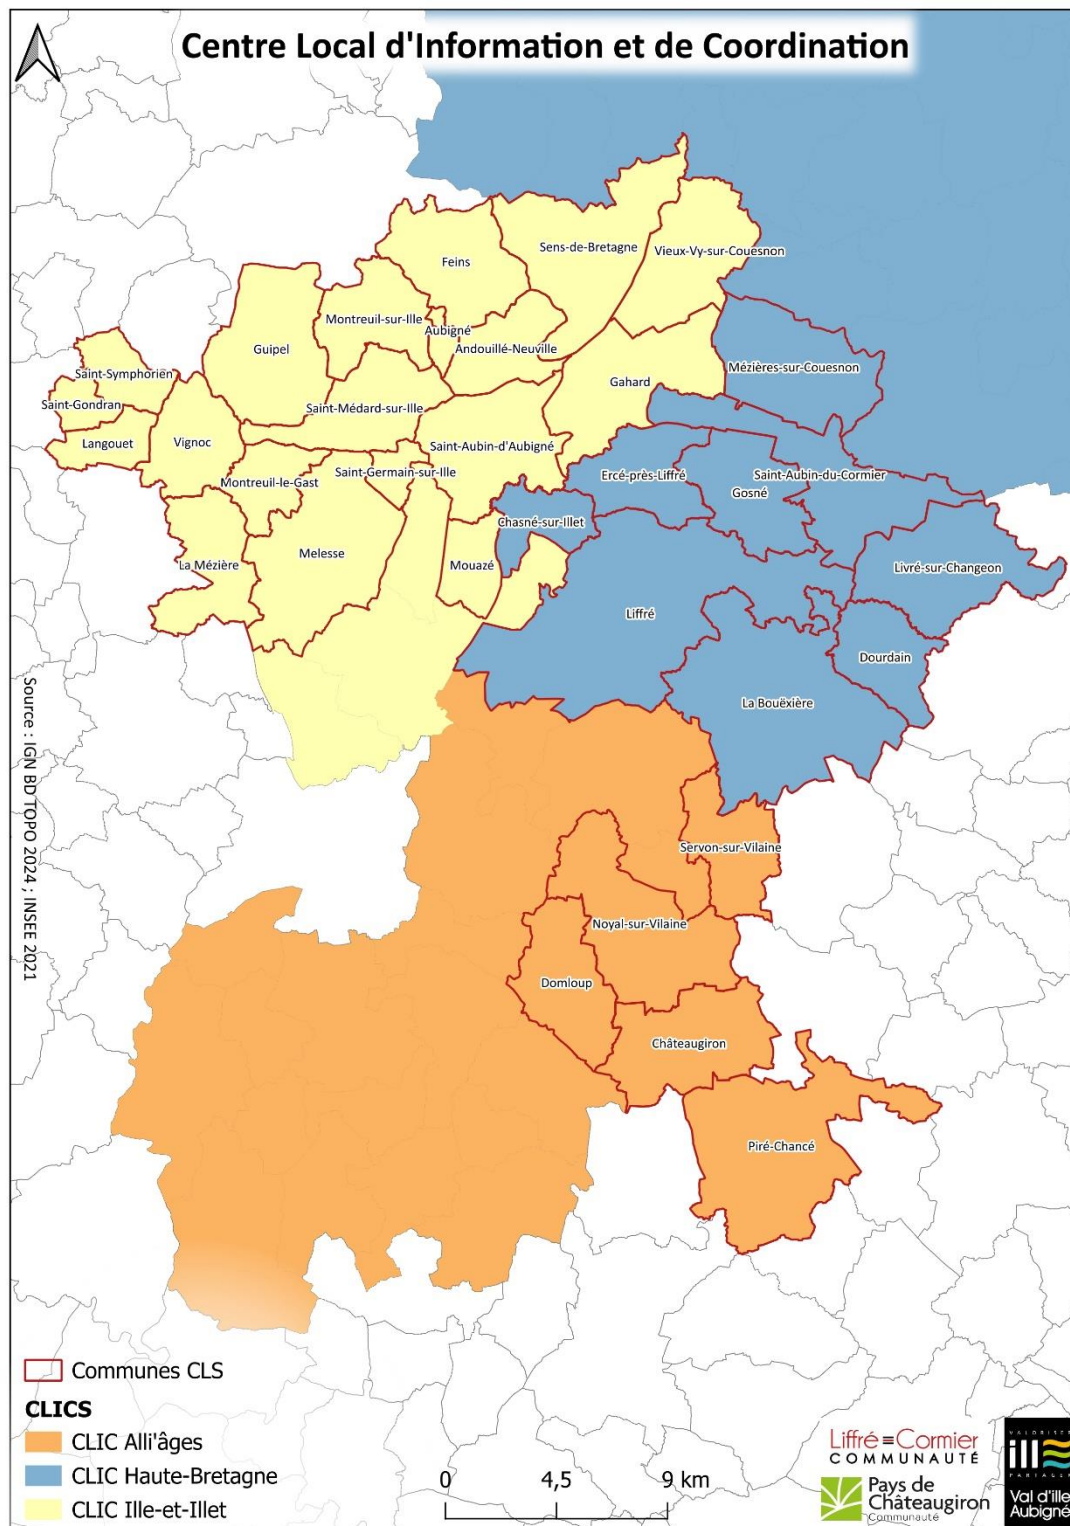 Centre Local d'Information et de Coordination
Sens-de-Bretagne
Vieux-Vy-sur-Couesnon
Feins
Montreuil-sur-Ille
Aubigné
Andouillé-Neuville
Guipel
Mézières-sur-Couesnon
Saint-Symphorien
Gahard
Saint-Gondran
Saint-Médard-sur-Ille
Langouet
Vignoc
Saint-Aubin-d'Aubigné
Saint-Germain-sur-Ille
Ercé-près-Liffré
Saint-Aubin-du-Cormier
Montreuil-le-Gast
Gosné
Chasné-sur-Illet
Melesse
La Mézière
Mouazé
Livré-sur-Changeon
Liffré
Dourdain
La Bouëxière
Source : IGN BD TOPO 2024 ; INSEE 2021
Servon-sur-Vilaine
Noyal-sur-Vilaine
Domloup
Châteaugiron
Piré-Chancé
Communes CLS
CLICS
CLIC Alli'âges
CLIC Haute-Bretagne
CLIC Ille-et-Illet
0 4,5 9 km
Liffré=Cormier
COMMUNAUTÉ
Pays de
Châteaugiron
Communauté
VALORISER
ill
PARTAGER
Val d'ille
Aubigné